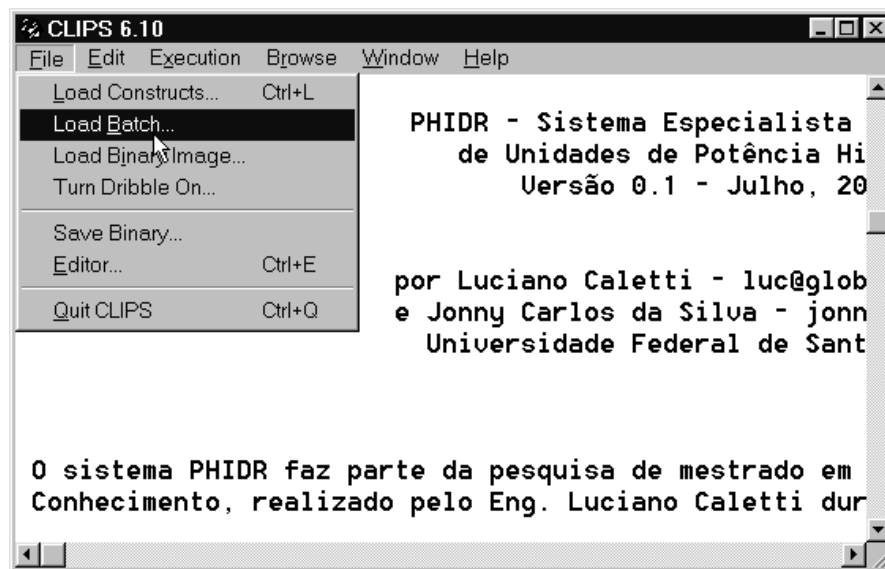 CLIPS 6.10
File Edit Execution Browse Window Help
Load Constructs... Ctrl+L
Load Batch...
Load Binary Image...
Turn Dribble On...
Save Binary...
Editor... Ctrl+E
Quit CLIPS Ctrl+Q
PHIDR - Sistema Especialista
de Unidades de Potência Hi
Versão 0.1 - Julho, 20
por Luciano Caletti - luc@glob
e Jonny Carlos da Silva - jonn
Universidade Federal de Sant
O sistema PHIDR faz parte da pesquisa de mestrado em
Conhecimento, realizado pelo Eng. Luciano Caletti dur